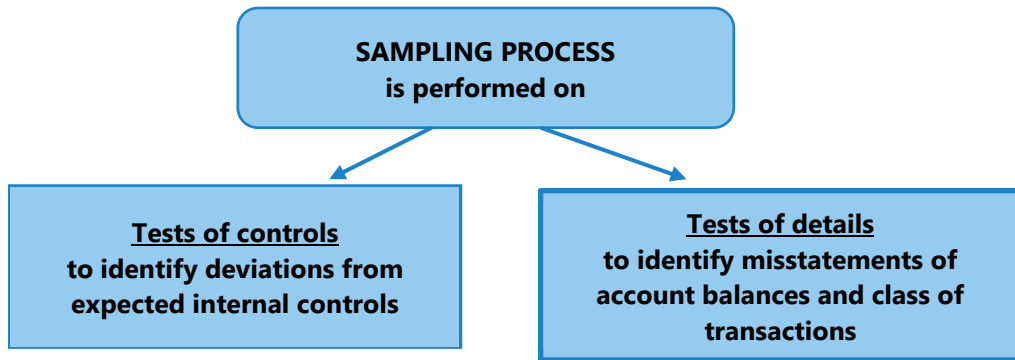 SAMPLING PROCESS
is performed on
Tests of controls
to identify deviations from
expected internal controls
Tests of details
to identify misstatements of
account balances and class of
transactions